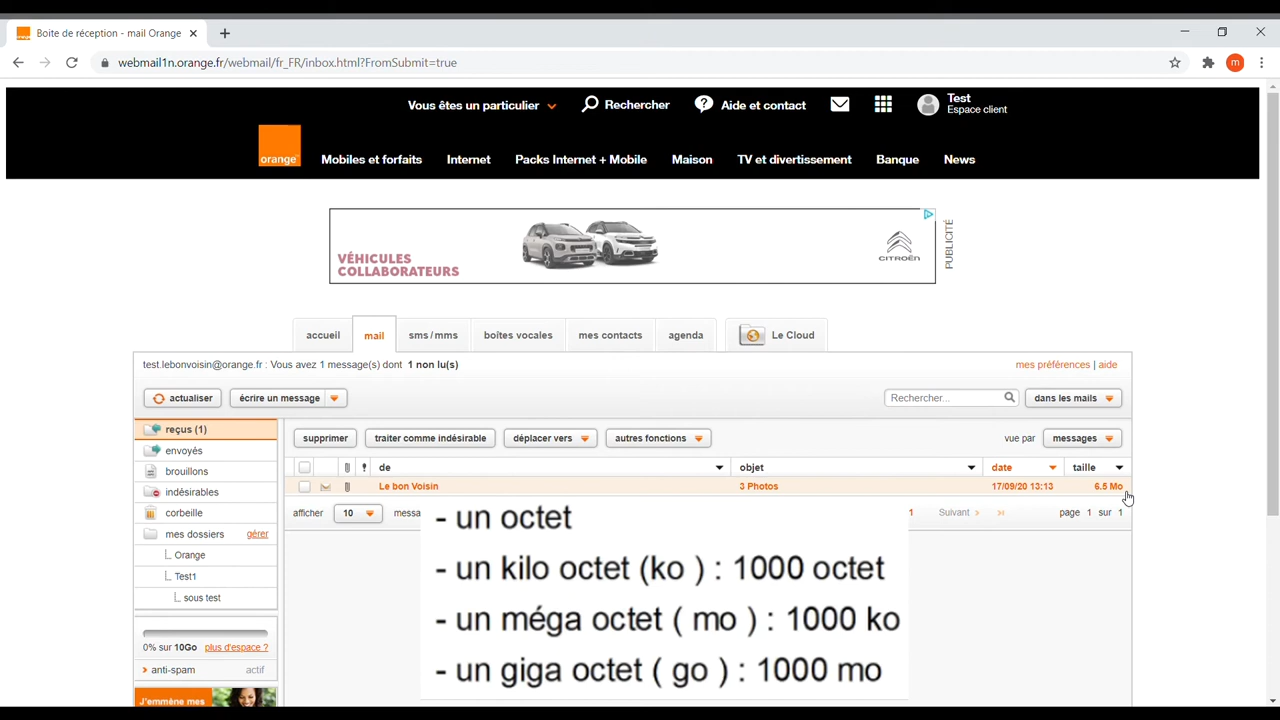 Boite de réception - mail Orange
webmail1n.orange.fr/webmail/fr_FR/inbox.html?FromSubmit=true
m
Vous êtes un particulier
Rechercher
Aide et contact
Test
Espace client
orange
Mobiles et forfaits
Internet
Packs Internet + Mobile
Maison
TV et divertissement
Banque
News
VÉHICULES
COLLABORATEURS
CITROËN
PUBLICITÉ
accueil
mail
sms/mms
boîtes vocales
mes contacts
agenda
Le Cloud
test.lebonvoisin@orange.fr : Vous avez 1 message(s) dont 1 non lu(s)
mes préférences | aide
actualiser
écrire un message
Rechercher...
dans les mails
reçus (1)
envoyés
brouillons
indésirables
corbeille
mes dossiers gérer
Orange
Test1
sous test
0% sur 10Go plus d'espace ?
anti-spam actif
J'emmène mes
supprimer
traiter comme indésirable
déplacer vers
autres fonctions
vue par
messages
de
objet
date
taille
Le bon Voisin
3 Photos
17/09/20 13:13
6.5 Mo
afficher 10 messa
1 Suivant
page 1 sur 1
- un octet
- un kilo octet (ko ) : 1000 octet
- un méga octet ( mo ) : 1000 ko
- un giga octet ( go ) : 1000 mo